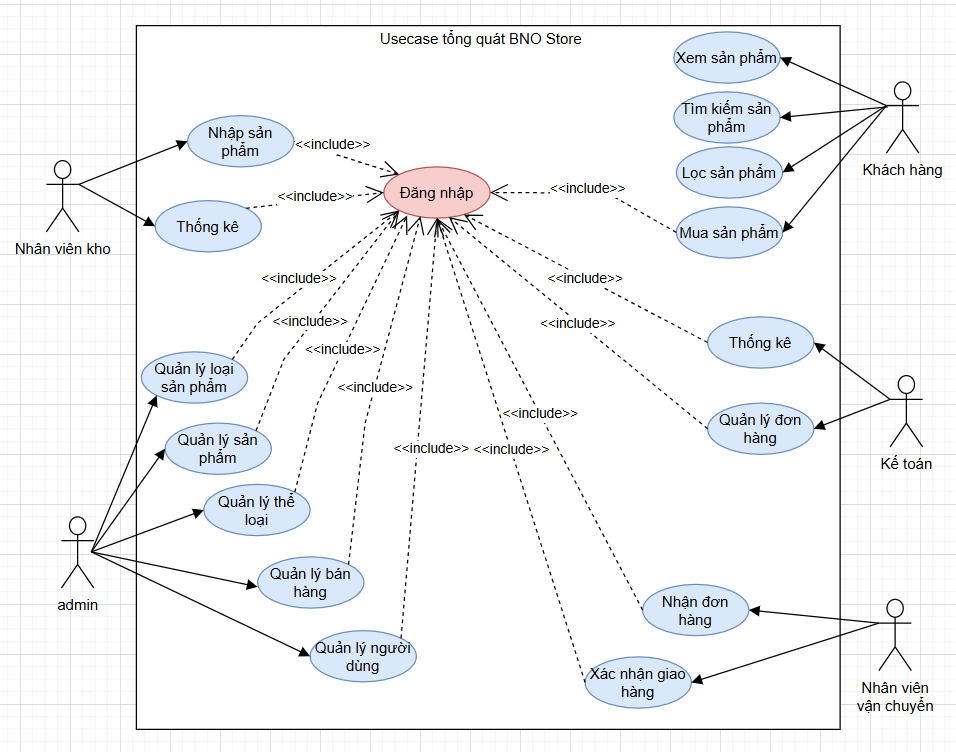 Usecase tổng quát BNO Store
Xem sản phẩm
Tìm kiếm sản
phẩm
Lọc sản phẩm
Mua sản phẩm
Khách hàng
Nhập sản
phẩm
<<include>>
Đăng nhập
<<include>>
<<include>>
Thống kê
Nhân viên kho
<<include>>
<<include>>
<<include>>
<<include>>
<<include>>
<<include>>
<<include>>
<<include>>
<<include>>
<<include>>
Thống kê
Quản lý đơn
hàng
Kế toán
Quản lý loại
sản phẩm
Quản lý sản
phẩm
Quản lý thể
loại
Quản lý bán
hàng
Quản lý người
dùng
admin
Nhận đơn
hàng
Xác nhận giao
hàng
Nhân viên
vận chuyển